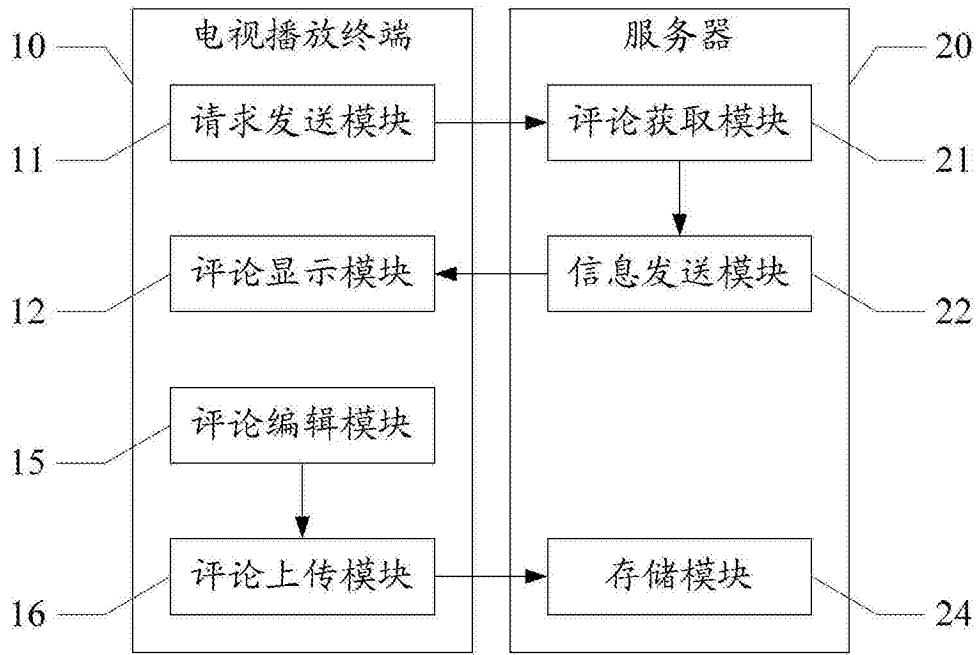 10
电视播放终端
服务器
20
请求发送模块
评论获取模块
11
21
评论显示模块
信息发送模块
12
22
评论编辑模块
15
评论上传模块
存储模块
16
24